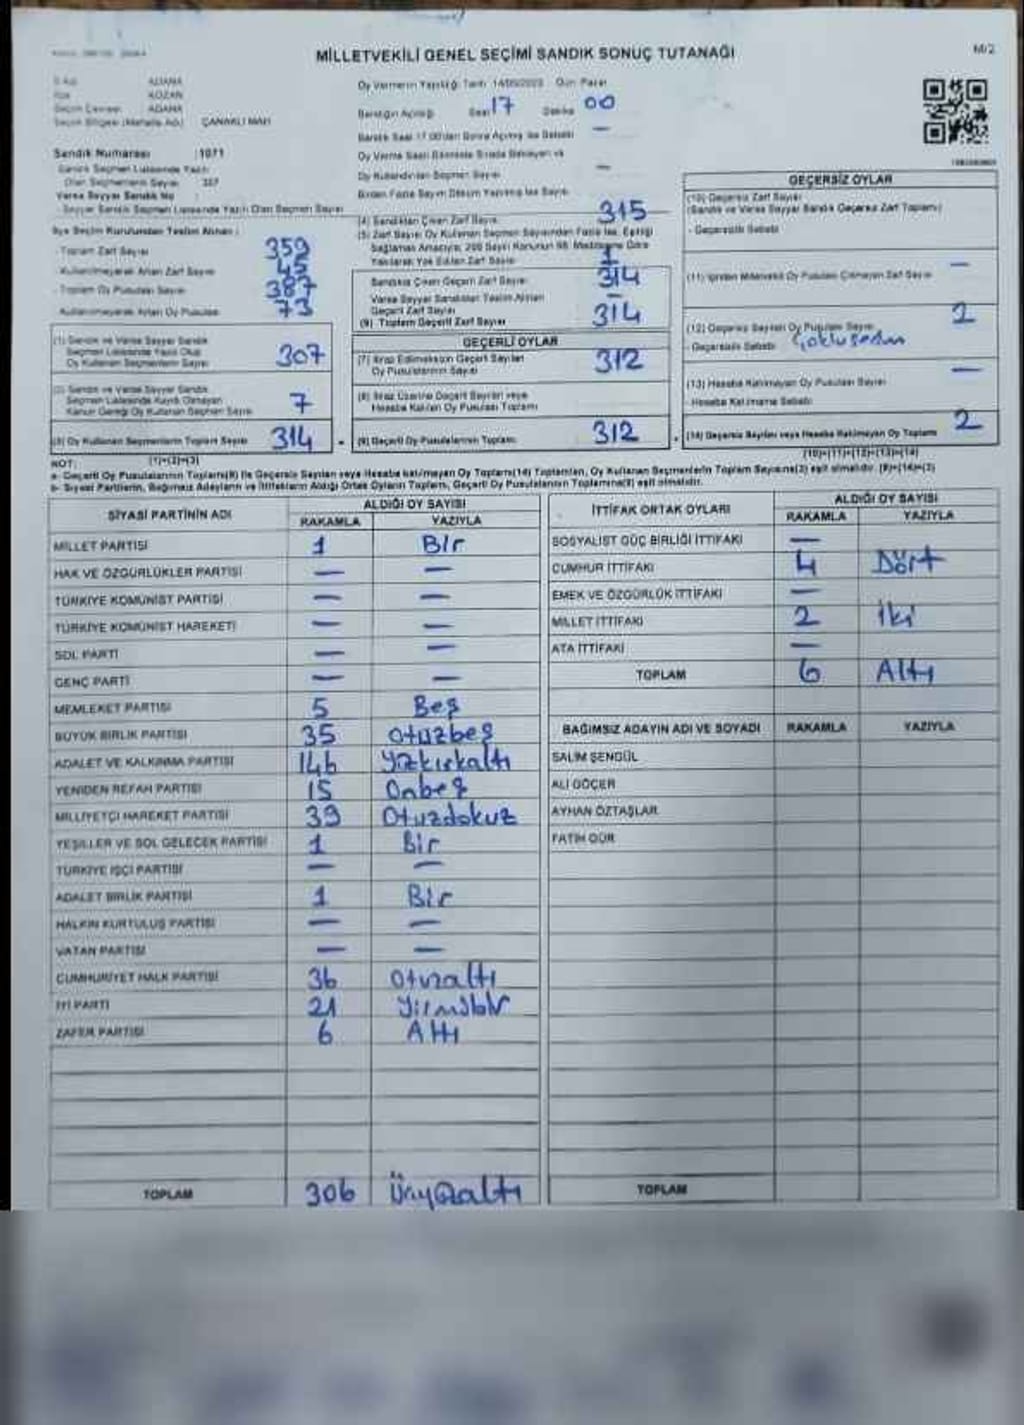 MİLLETVEKİLİ GENEL SEÇİMİ SANDIK SONUÇ TUTANAĞI
M/2
İl Adı ADANA
İlçe KOZAN
Seçim Çevresi ADANA
Seçim Bölgesi (Mahalle Adı) ÇANAKLI MAH
Sandık Numarası 1071
Sandık Seçmen Listesinde Yazılı
Olan Seçmenlerin Sayısı
Varsa Seyyar Sandık No
Seyyar Sandık Seçmen Listesinde Yazılı Olan Seçmen Sayısı
İlçe Seçim Kurulundan Teslim Alınan
- Toplam Zarf Sayısı 359
- Kullanılmayarak Artan Zarf Sayısı 45
- Toplam Oy Pusulası Sayısı 387
- Kullanılmayarak Artan Oy Pusulası 73
(1) Sandık ve Varsa Seyyar Sandık
Seçmen Listesinde Yazılı Olup
Oy Kullanan Seçmenlerin Sayısı 307
(2) Sandık ve Varsa Seyyar Sandık
Seçmen Listesinde Kaydı Olmayan
Kanun Gereği Oy Kullanan Seçmen Sayısı 7
(3) Oy Kullanan Seçmenlerin Toplam Sayısı 314
(1)+(2)=(3)
Oy Vermenin Yapıldığı Tarih 14/05/2023 Gün Pazar
Sandığın Açıldığı Saat 17 Dakika 00
Sandık Saat 17.00'dan Sonra Açılmış İse Sebebi —
Oy Verme Saati Bitiminde Sırada Bekleyen ve
Oy Kullandırılan Seçmen Sayısı —
Birden Fazla Sayım Döküm Yapılmış İse Sayısı
(4) Sandıktan Çıkan Zarf Sayısı 315
(5) Zarf Sayısı Oy Kullanan Seçmen Sayısından Fazla İse, Eşitliği
Sağlamak Amacıyla, 298 Sayılı Kanunun 98. Maddesine Göre
Yakılarak Yok Edilen Zarf Sayısı 1
Sandıktan Çıkan Geçerli Zarf Sayısı 314
Varsa Seyyar Sandıktan Teslim Alınan
Geçerli Zarf Sayısı —
Toplam Geçerli Zarf Sayısı 314
GEÇERLİ OYLAR
(7) İtiraz Edilmeksizin Geçerli Sayılan
Oy Pusulalarının Sayısı 312
(8) İtiraz Üzerine Geçerli Sayılan veya
Hesaba Katılan Oy Pusulası Toplamı
(9) Geçerli Oy Pusulalarının Toplamı 312
GEÇERSİZ OYLAR
(10) Geçersiz Zarf Sayısı
(Sandık ve Varsa Seyyar Sandık Geçersiz Zarf Toplamı)
- Geçersizlik Sebebi
(11) İçinden Milletvekili Oy Pusulası Çıkmayan Zarf Sayısı —
(12) Geçersiz Sayılan Oy Pusulası Sayısı 2
- Geçersizlik Sebebi
(13) Hesaba Katılmayan Oy Pusulası Sayısı —
- Hesaba Katılmama Sebebi
(14) Geçersiz Sayılan veya Hesaba Katılmayan Oy Toplamı 2
(10)+(11)+(12)+(13)=(14)
NOT:
a- Geçerli Oy Pusulalarının Toplamı(9) ile Geçersiz Sayılan veya Hesaba katılmayan Oy Toplamı(14) Toplamları, Oy Kullanan Seçmenlerin Toplam Sayısına(3) eşit olmalıdır. (9)+(14)=(3)
b- Siyasi Partilerin, Bağımsız Adayların ve İttifakların Aldığı Ortak Oyların Toplamı, Geçerli Oy Pusulalarının Toplamına(9) eşit olmalıdır.
SİYASİ PARTİNİN ADI ALDIĞI OY SAYISI
RAKAMLA YAZIYLA
MİLLET PARTİSİ 1 Bir
HAK VE ÖZGÜRLÜKLER PARTİSİ — —
TÜRKİYE KOMÜNİST PARTİSİ — —
TÜRKİYE KOMÜNİST HAREKETİ — —
SOL PARTİ — —
GENÇ PARTİ — —
MEMLEKET PARTİSİ 5 Beş
BÜYÜK BİRLİK PARTİSİ 35 Otuzbeş
ADALET VE KALKINMA PARTİSİ 146 Yüzkırkaltı
YENİDEN REFAH PARTİSİ 15 Onbeş
MİLLİYETÇİ HAREKET PARTİSİ 39 Otuzdokuz
YEŞİLLER VE SOL GELECEK PARTİSİ 1 Bir
TÜRKİYE İŞÇİ PARTİSİ — —
ADALET BİRLİK PARTİSİ 1 Bir
HALKIN KURTULUŞ PARTİSİ — —
VATAN PARTİSİ — —
CUMHURİYET HALK PARTİSİ 36 Otuzaltı
İYİ PARTİ 21 Yirmibir
ZAFER PARTİSİ 6 Altı
TOPLAM 306 Üçyüzaltı
İTTİFAK ORTAK OYLARI ALDIĞI OY SAYISI
RAKAMLA YAZIYLA
SOSYALİST GÜÇ BİRLİĞİ İTTİFAKI —
CUMHUR İTTİFAKI 4 Dört
EMEK VE ÖZGÜRLÜK İTTİFAKI —
MİLLET İTTİFAKI 2 İki
ATA İTTİFAKI —
TOPLAM 6 Altı
BAĞIMSIZ ADAYIN ADI VE SOYADI RAKAMLA YAZIYLA
SALİM ŞENGÜL
ALİ GÖÇER
AYHAN ÖZTAŞLAR
FATİH GÜR
TOPLAM